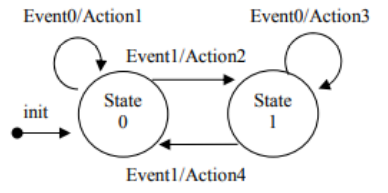 Event0/Action1
Event0/Action3
Event1/Action2
init
State
0
State
1
Event1/Action4